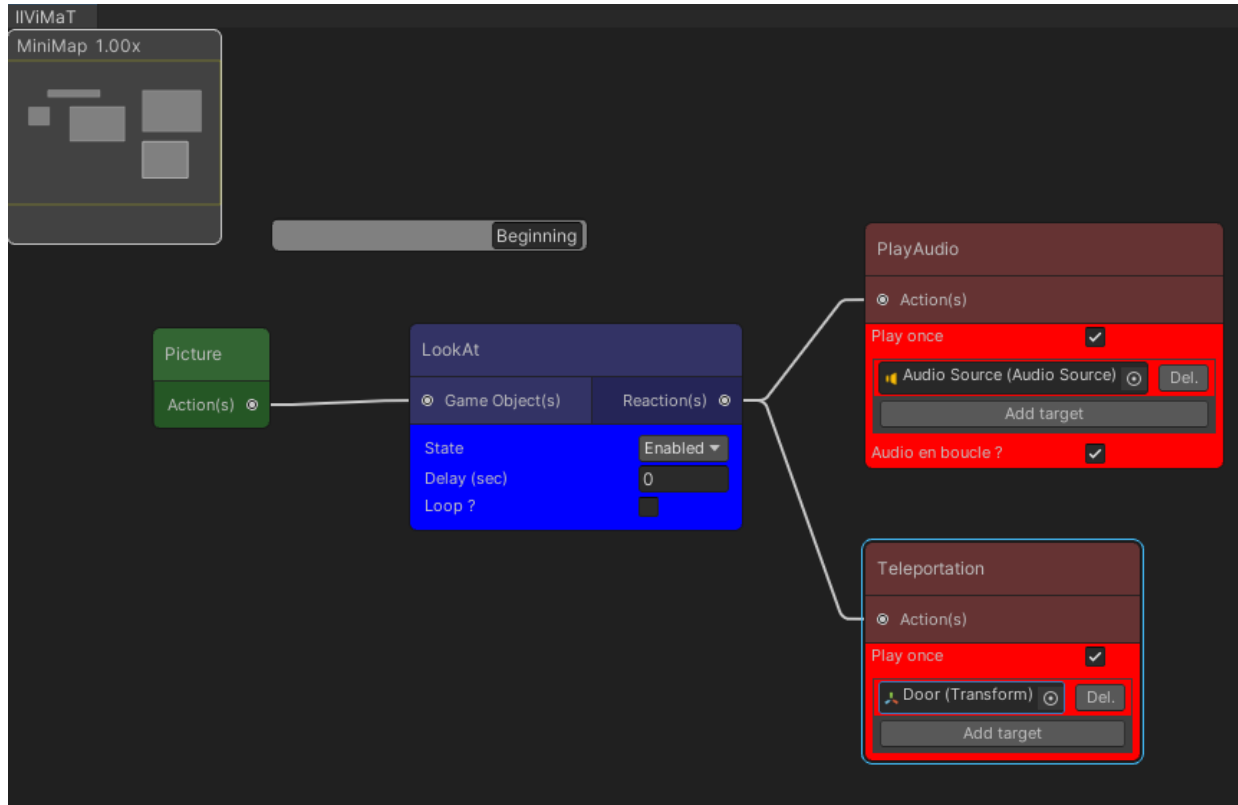 IIViMaT
MiniMap 1.00x
Beginning
Picture
Action(s)
LookAt
Game Object(s) Reaction(s)
State Enabled
Delay (sec) 0
Loop ?
PlayAudio
Action(s)
Play once
Audio Source (Audio Source) Del.
Add target
Audio en boucle ?
Teleportation
Action(s)
Play once
Door (Transform) Del.
Add target